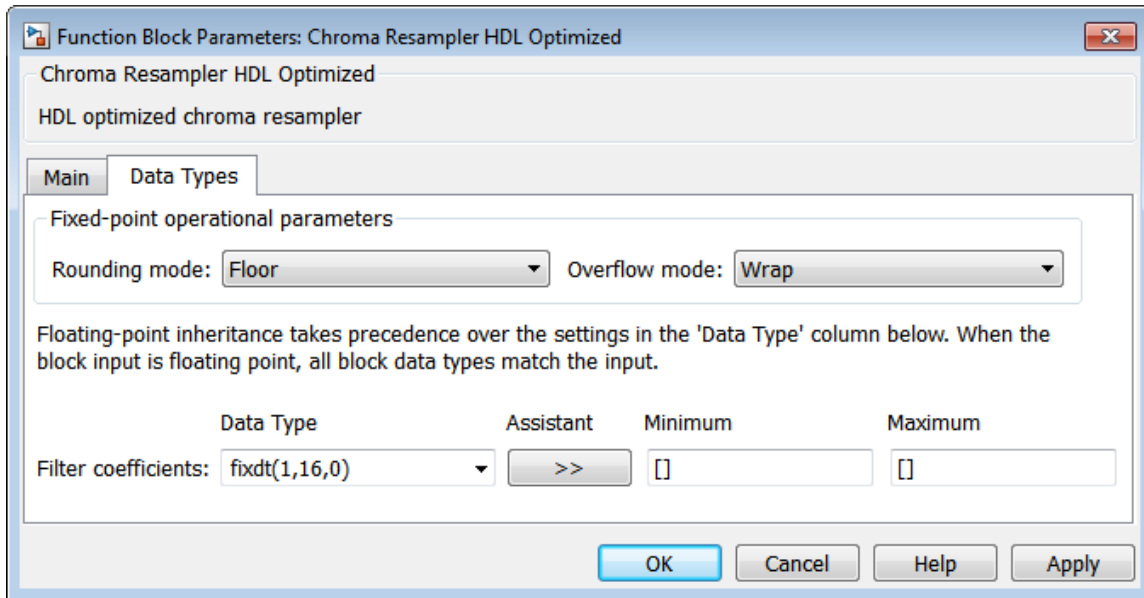 Function Block Parameters: Chroma Resampler HDL Optimized
Chroma Resampler HDL Optimized
HDL optimized chroma resampler
Main Data Types
Fixed-point operational parameters
Rounding mode: Floor Overflow mode: Wrap
Floating-point inheritance takes precedence over the settings in the 'Data Type' column below. When the
block input is floating point, all block data types match the input.
Data Type Assistant Minimum Maximum
Filter coefficients: fixdt(1,16,0) >> [] []
OK Cancel Help Apply